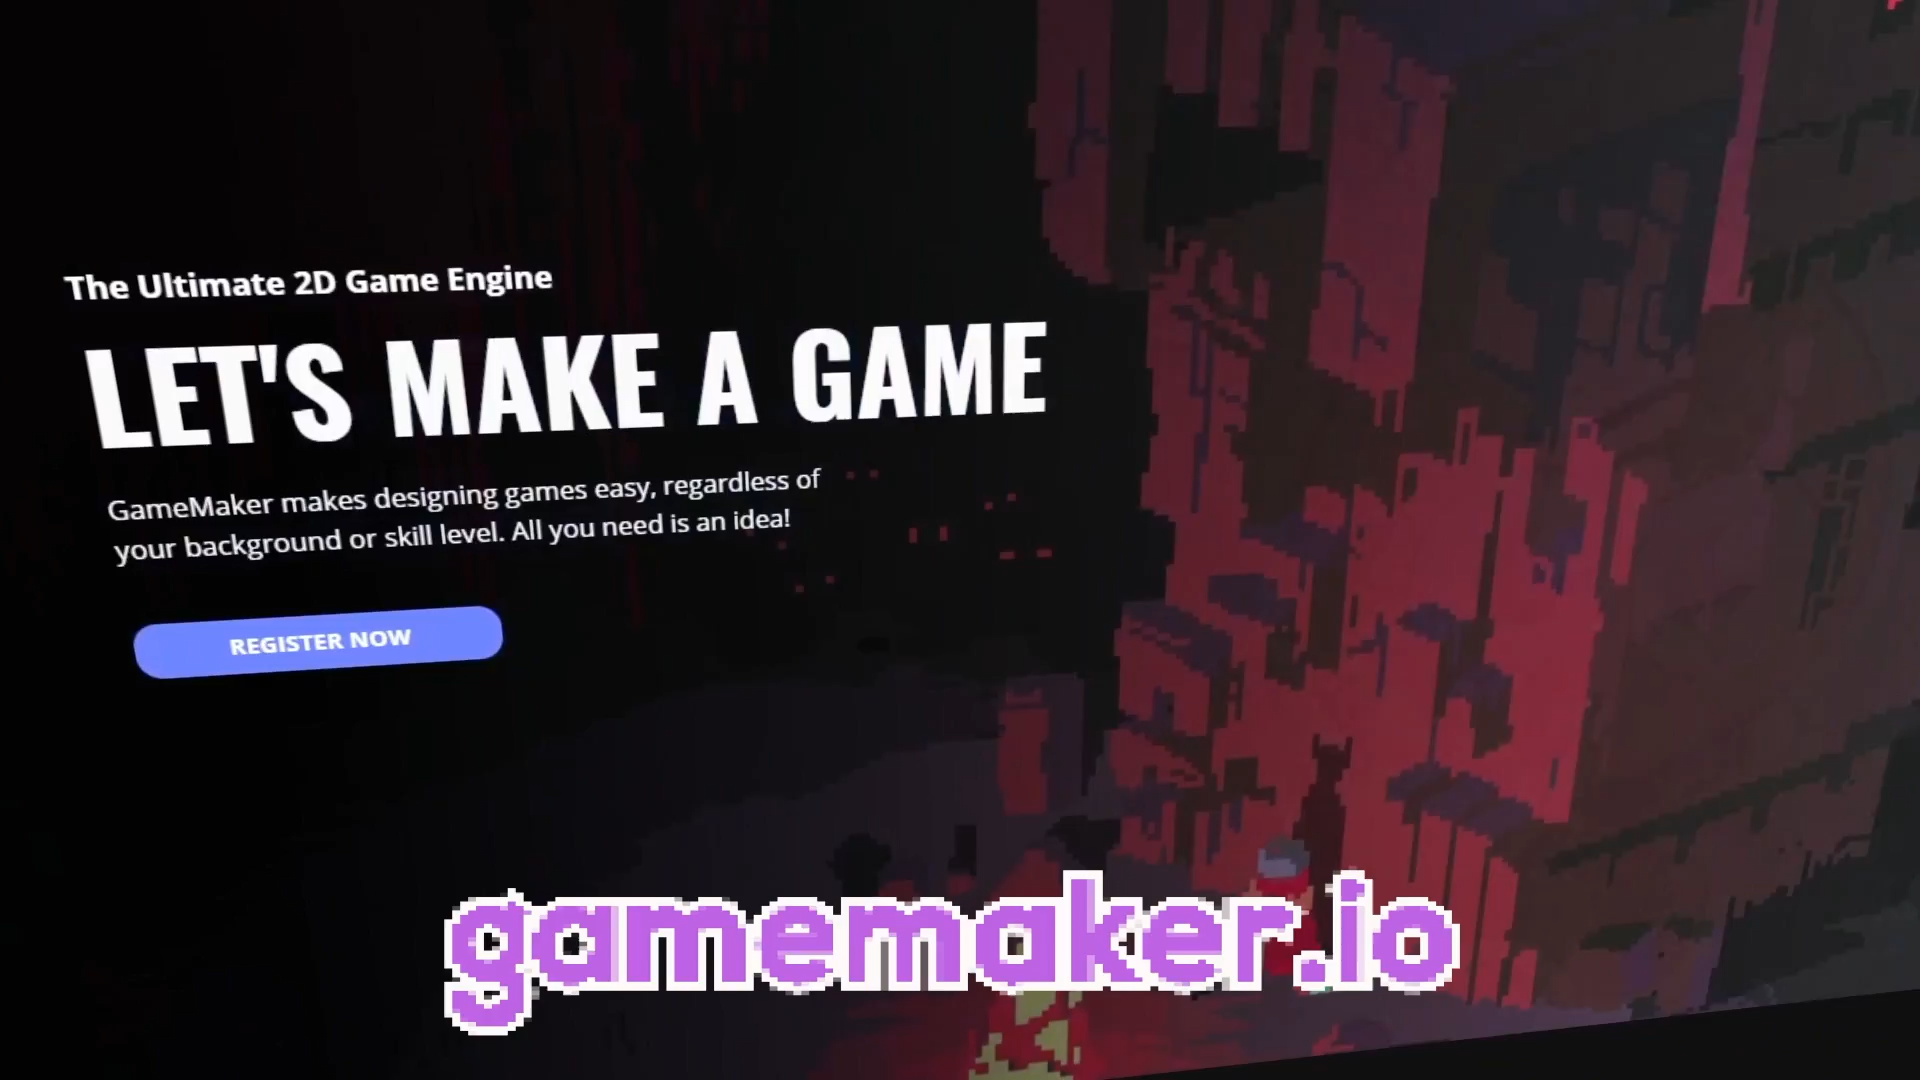 The Ultimate 2D Game Engine
LET'S MAKE A GAME
GameMaker makes designing games easy, regardless of
your background or skill level. All you need is an idea!
REGISTER NOW
gamemaker.io